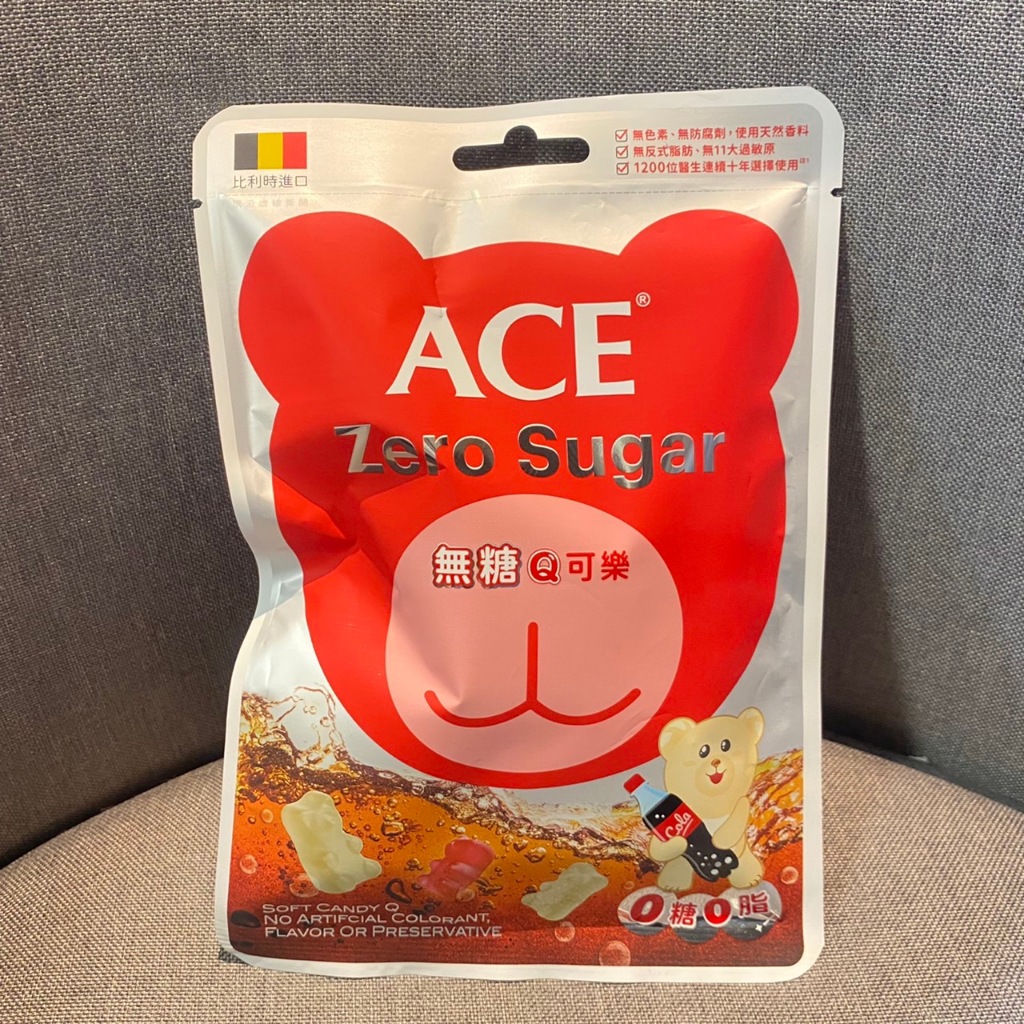 比利時進口
無色素、無防腐劑，使用天然香料
無反式脂肪、無11大過敏原
1200位醫生連續十年選擇使用
ACE®
Zero Sugar
無糖Q可樂
Cola
0糖0脂
SOFT CANDY Q
NO ARTIFCIAL COLORANT,
FLAVOR OR PRESERVATIVE